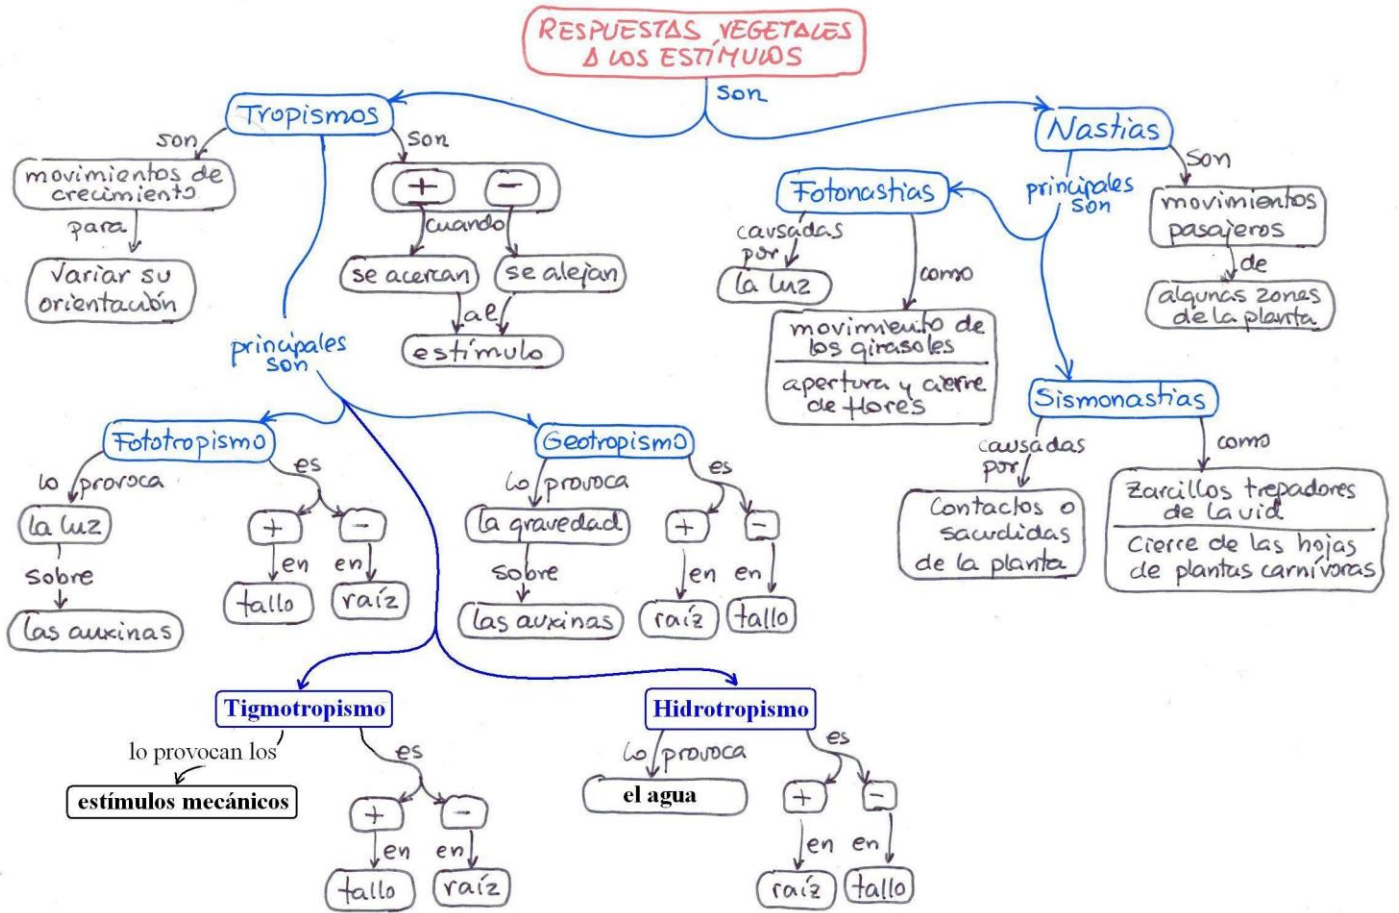 RESPUESTAS VEGETALES
A LOS ESTÍMULOS
son
Tropismos
son
movimientos de
crecimiento
para
variar su
orientación
son
+
-
cuando
se acercan
se alejan
al
estímulo
principales
son
Fototropismo
lo provoca
la luz
sobre
las auxinas
es
+
-
en
en
tallo
raíz
Geotropismo
lo provoca
la gravedad
sobre
las auxinas
es
+
-
en
en
raíz
tallo
Tigmotropismo
lo provocan los
estímulos mecánicos
es
+
-
en
en
tallo
raíz
Hidrotropismo
lo provoca
el agua
es
+
-
en
en
raíz
tallo
Nastias
son
movimientos
pasajeros
de
algunas zonas
de la planta
principales
son
Fotonastias
causadas
por
la luz
como
movimiento de
los girasoles
apertura y cierre
de flores
Sismonastias
causadas
por
Contactos o
sacudidas
de la planta
como
Zarcillos trepadores
de la vid
Cierre de las hojas
de plantas carnívoras